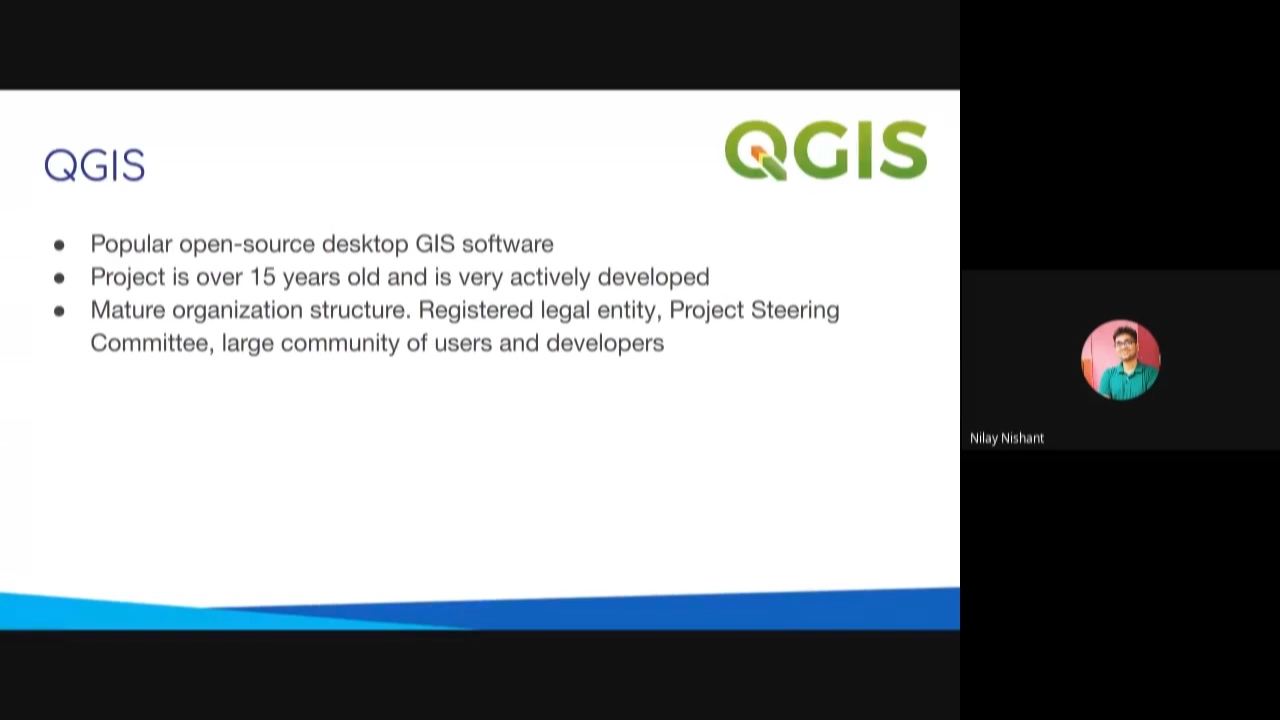 QGIS
QGIS
● Popular open-source desktop GIS software
● Project is over 15 years old and is very actively developed
● Mature organization structure. Registered legal entity, Project Steering
Committee, large community of users and developers
Nilay Nishant